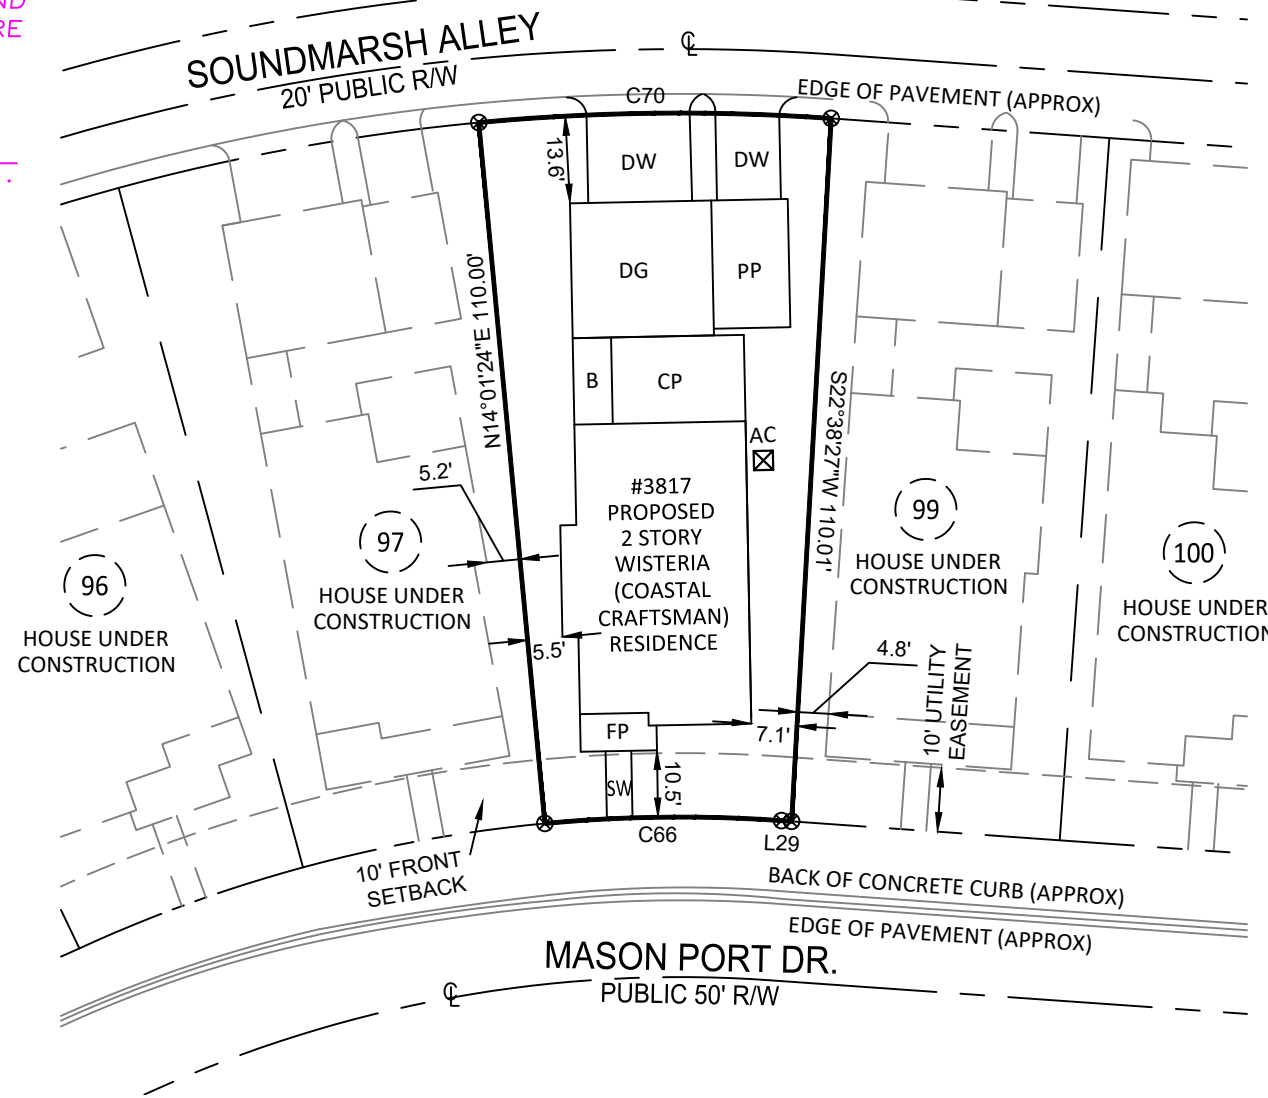 ND
RE
.
SOUNDMARSH ALLEY
20' PUBLIC R/W
℄
EDGE OF PAVEMENT (APPROX)
C70
13.6'
DW
DW
DG
PP
N14°01'24"E 110.00'
S22°38'27"W 110.01'
B
CP
AC
5.2'
#3817
PROPOSED
2 STORY
WISTERIA
(COASTAL
CRAFTSMAN)
RESIDENCE
96
HOUSE UNDER
CONSTRUCTION
97
HOUSE UNDER
CONSTRUCTION
99
HOUSE UNDER
CONSTRUCTION
100
HOUSE UNDER
CONSTRUCTION
5.5'
4.8'
7.1'
10' UTILITY
EASEMENT
FP
SW
10.5'
C66
L29
10' FRONT
SETBACK
BACK OF CONCRETE CURB (APPROX)
EDGE OF PAVEMENT (APPROX)
MASON PORT DR.
PUBLIC 50' R/W
℄